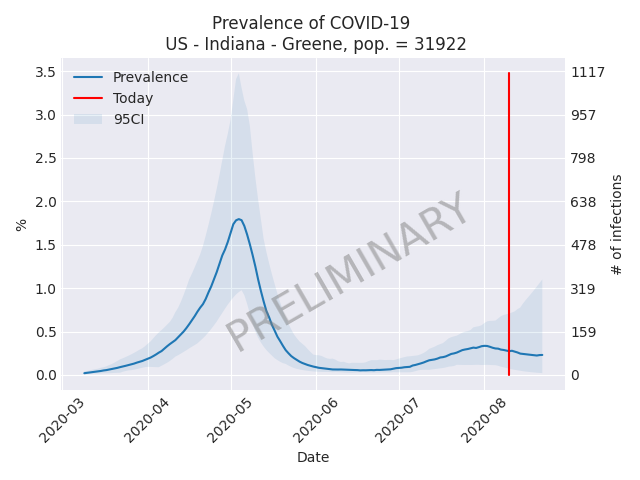 Prevalence of COVID-19
US - Indiana - Greene, pop. = 31922
Prevalence
Today
95CI
3.5
3.0
2.5
2.0
1.5
1.0
0.5
0.0
%
1117
957
798
638
478
319
159
0
# of infections
PRELIMINARY
2020-03
2020-04
2020-05
2020-06
2020-07
2020-08
Date